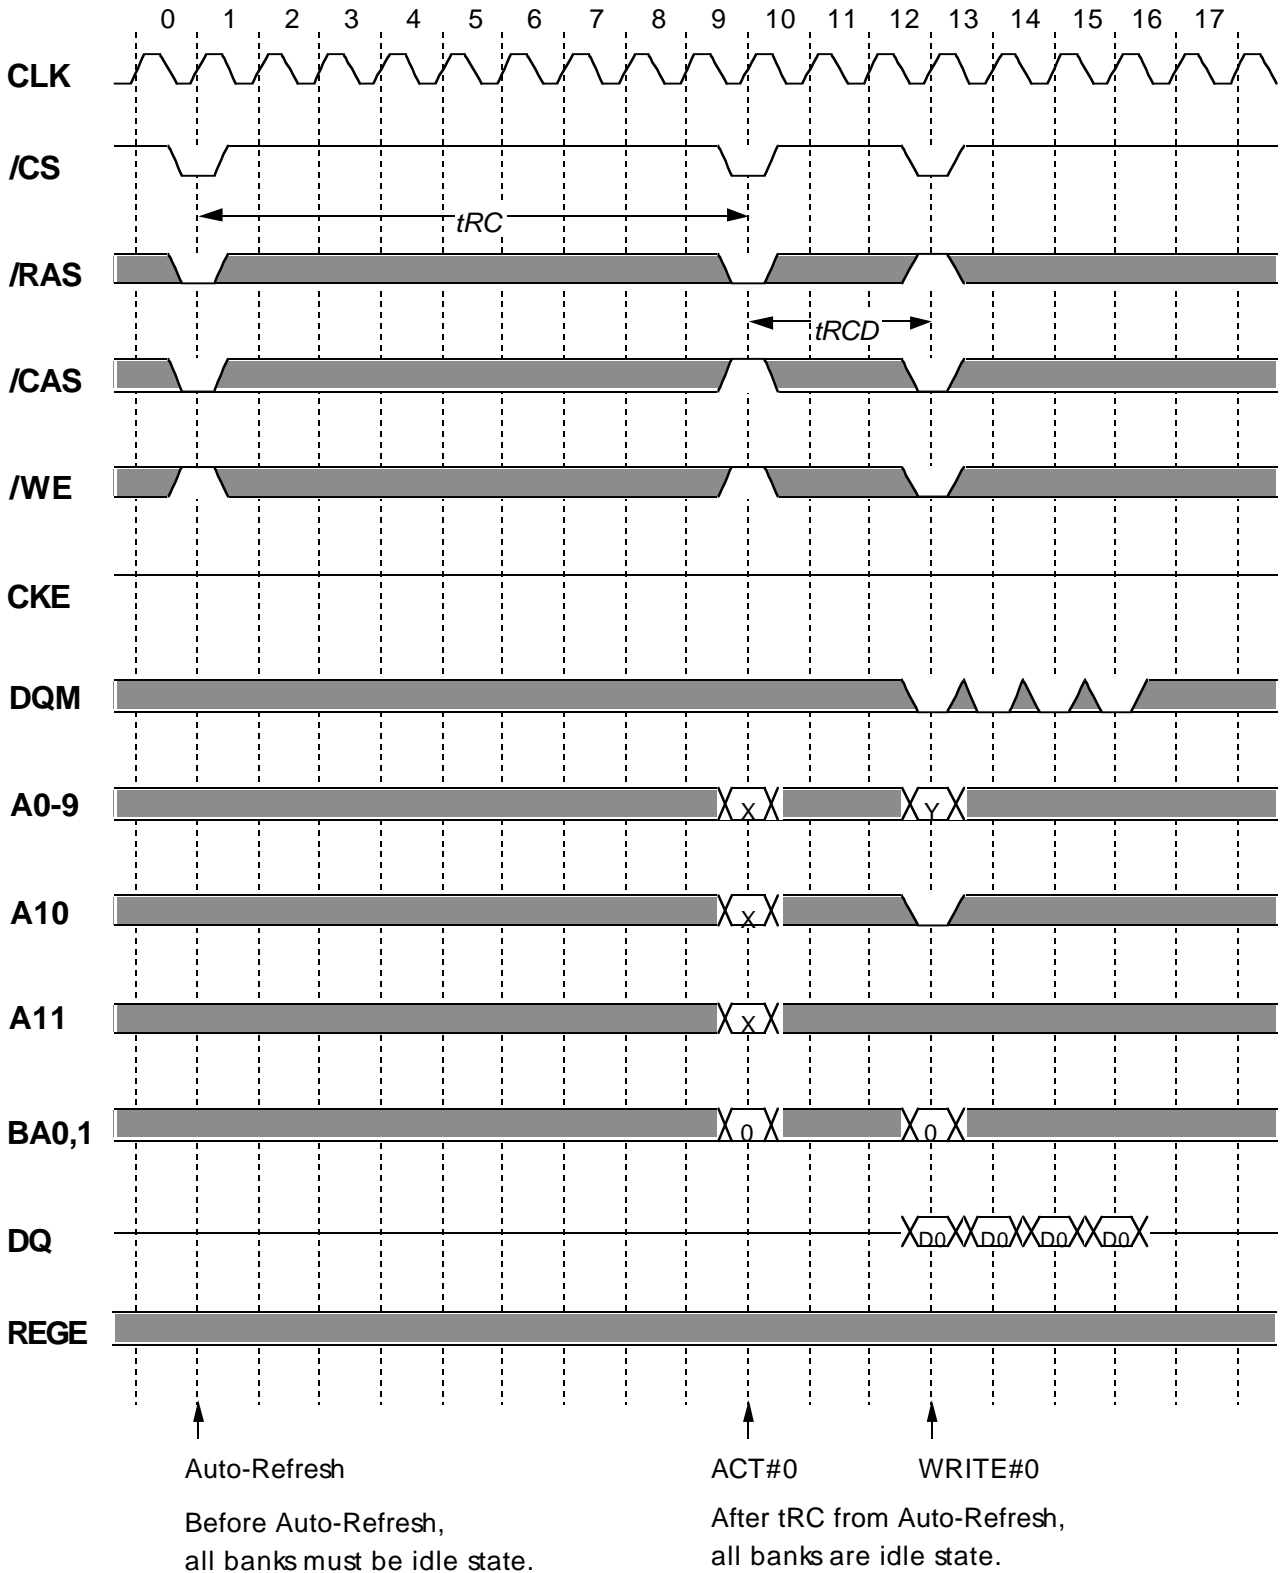 0 1 2 3 4 5 6 7 8 9 10 11 12 13 14 15 16 17
CLK
/CS
tRC
/RAS
tRCD
/CAS
/WE
CKE
DQM
A0-9 X Y
A10 X
A11 X
BA0,1 0 0
DQ D0 D0 D0 D0
REGE
Auto-Refresh ACT#0 WRITE#0
Before Auto-Refresh,
all banks must be idle state.
After tRC from Auto-Refresh,
all banks are idle state.